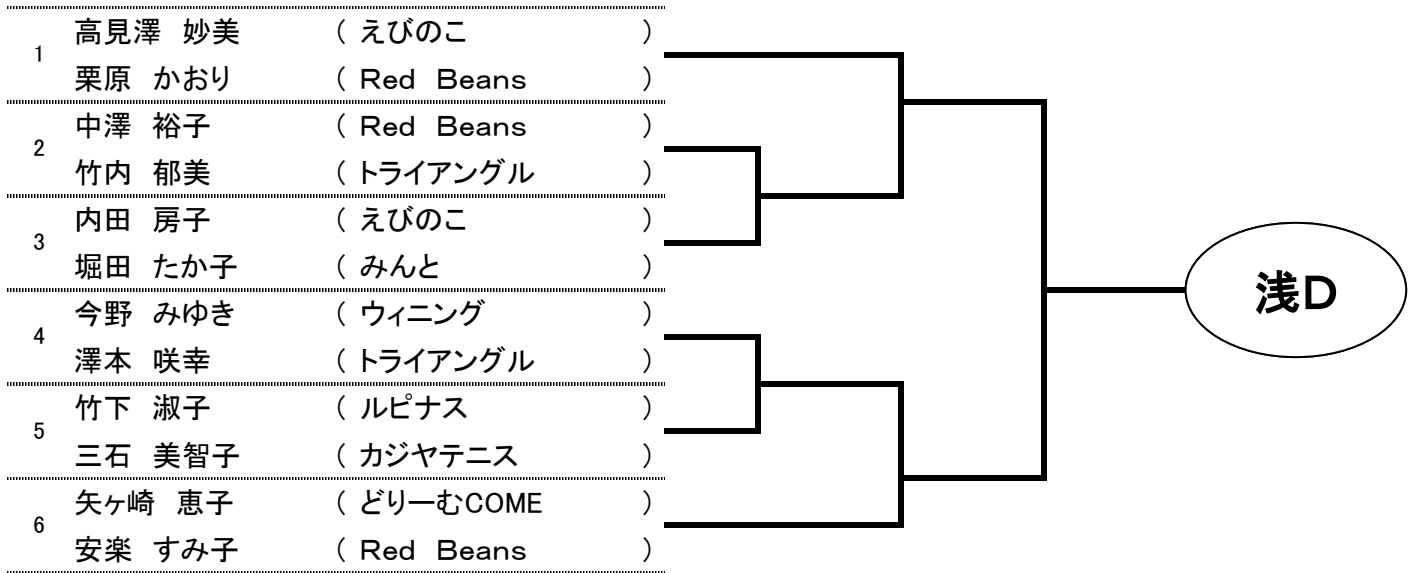 1
高見澤 妙美 ( えびのこ )
栗原 かおり ( Red Beans )
2
中澤 裕子 ( Red Beans )
竹内 郁美 ( トライアングル )
3
内田 房子 ( えびのこ )
堀田 たか子 ( みんと )
4
今野 みゆき ( ウィニング )
澤本 咲幸 ( トライアングル )
5
竹下 淑子 ( ルピナス )
三石 美智子 ( カジヤテニス )
6
矢ヶ崎 恵子 ( どりーむCOME )
安楽 すみ子 ( Red Beans )
浅D